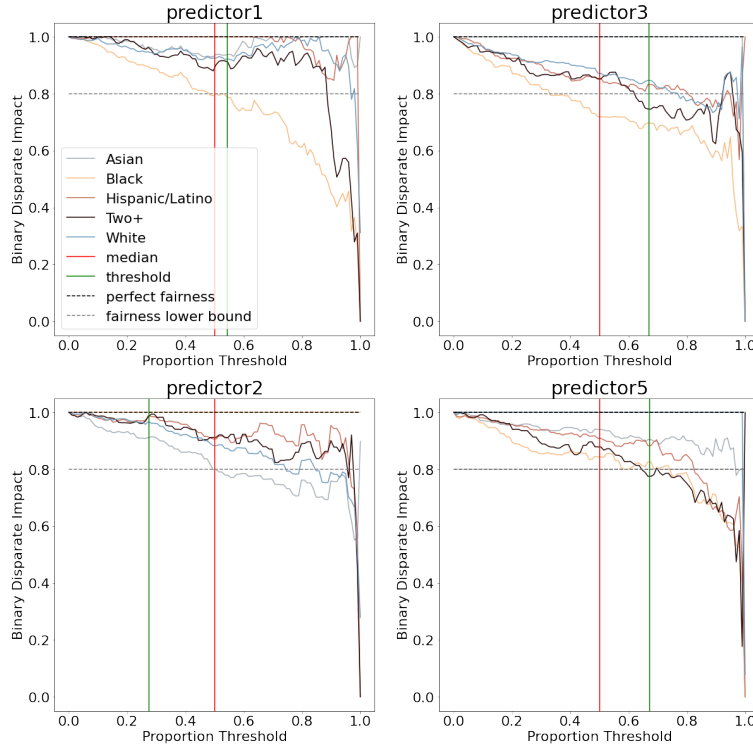 predictor1
1.0
0.8
0.6
0.4
0.2
0.0
Binary Disparate Impact
Asian
Black
Hispanic/Latino
Two+
White
median
threshold
perfect fairness
fairness lower bound
0.0 0.2 0.4 0.6 0.8 1.0
Proportion Threshold
predictor3
1.0
0.8
0.6
0.4
0.2
0.0
Binary Disparate Impact
0.0 0.2 0.4 0.6 0.8 1.0
Proportion Threshold
predictor2
1.0
0.8
0.6
0.4
0.2
0.0
Binary Disparate Impact
0.0 0.2 0.4 0.6 0.8 1.0
Proportion Threshold
predictor5
1.0
0.8
0.6
0.4
0.2
0.0
Binary Disparate Impact
0.0 0.2 0.4 0.6 0.8 1.0
Proportion Threshold